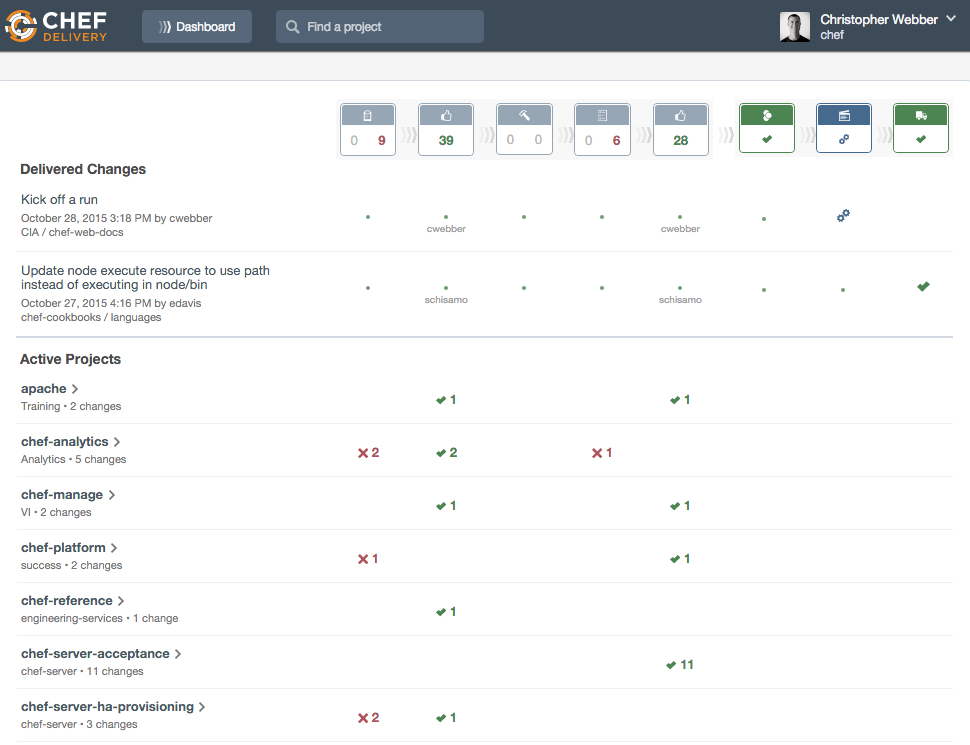 CHEF
DELIVERY
Dashboard
Find a project
Christopher Webber
chef
0 9
39
0 0
0 6
28
Delivered Changes
Kick off a run
October 28, 2015 3:18 PM by cwebber
CIA / chef-web-docs
cwebber
cwebber
Update node execute resource to use path
instead of executing in node/bin
October 27, 2015 4:16 PM by edavis
chef-cookbooks / languages
schisamo
schisamo
Active Projects
apache
Training • 2 changes
1
1
chef-analytics
Analytics • 5 changes
2
2
1
chef-manage
VI • 2 changes
1
1
chef-platform
success • 2 changes
1
1
chef-reference
engineering-services • 1 change
1
chef-server-acceptance
chef-server • 11 changes
11
chef-server-ha-provisioning
chef-server • 3 changes
2
1